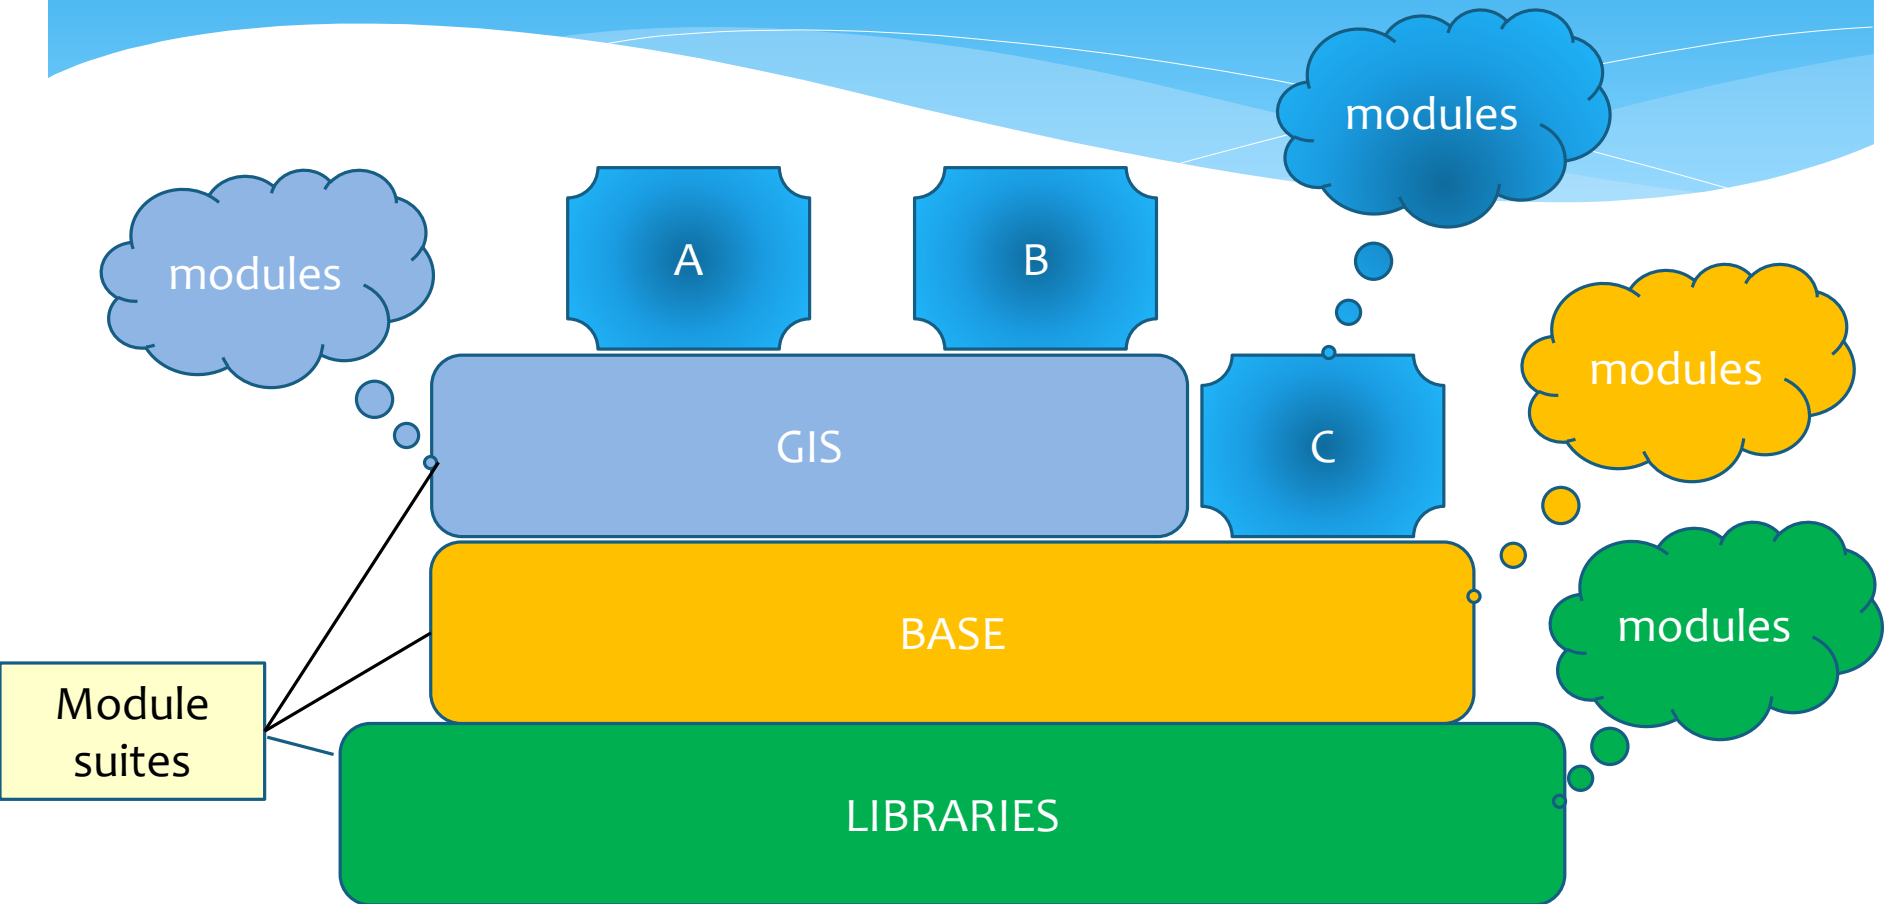 modules
A
B
modules
modules
GIS
C
BASE
modules
Module
suites
LIBRARIES